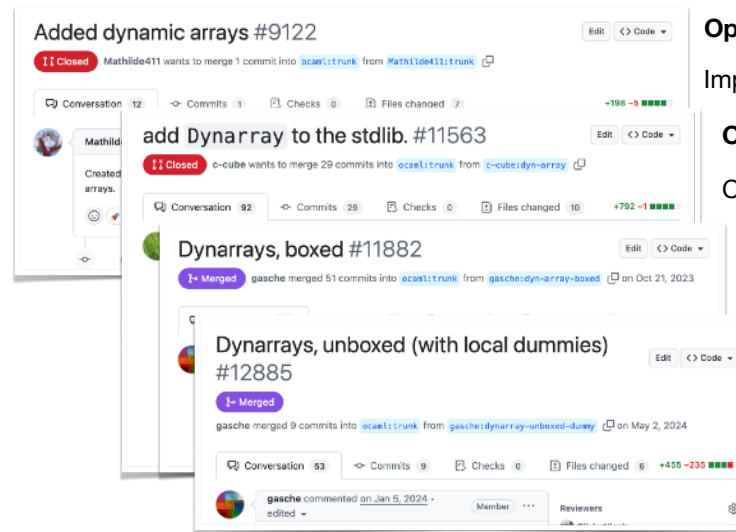 Added dynamic arrays #9122
Edit <> Code
Closed Mathilde411 wants to merge 1 commit into ocaml:trunk from Mathilde411:trunk
Conversation 12 Commits 1 Checks 0 Files changed 7 +198 −5
Created
arrays.
add Dynarray to the stdlib. #11563
Edit <> Code
Closed c-cube wants to merge 29 commits into ocaml:trunk from c-cube:dyn-array
Conversation 92 Commits 29 Checks 0 Files changed 10 +792 −1
Dynarrays, boxed #11882
Edit <> Code
Merged gasche merged 51 commits into ocaml:trunk from gasche:dyn-array-boxed on Oct 21, 2023
Dynarrays, unboxed (with local dummies)
#12885
Edit <> Code
Merged
gasche merged 9 commits into ocaml:trunk from gasche:dynarray-unboxed-dummy on May 2, 2024
Conversation 53 Commits 9 Checks 0 Files changed 6 +455 −235
gasche commented on Jan 5, 2024 •
edited
Member ···
Reviewers